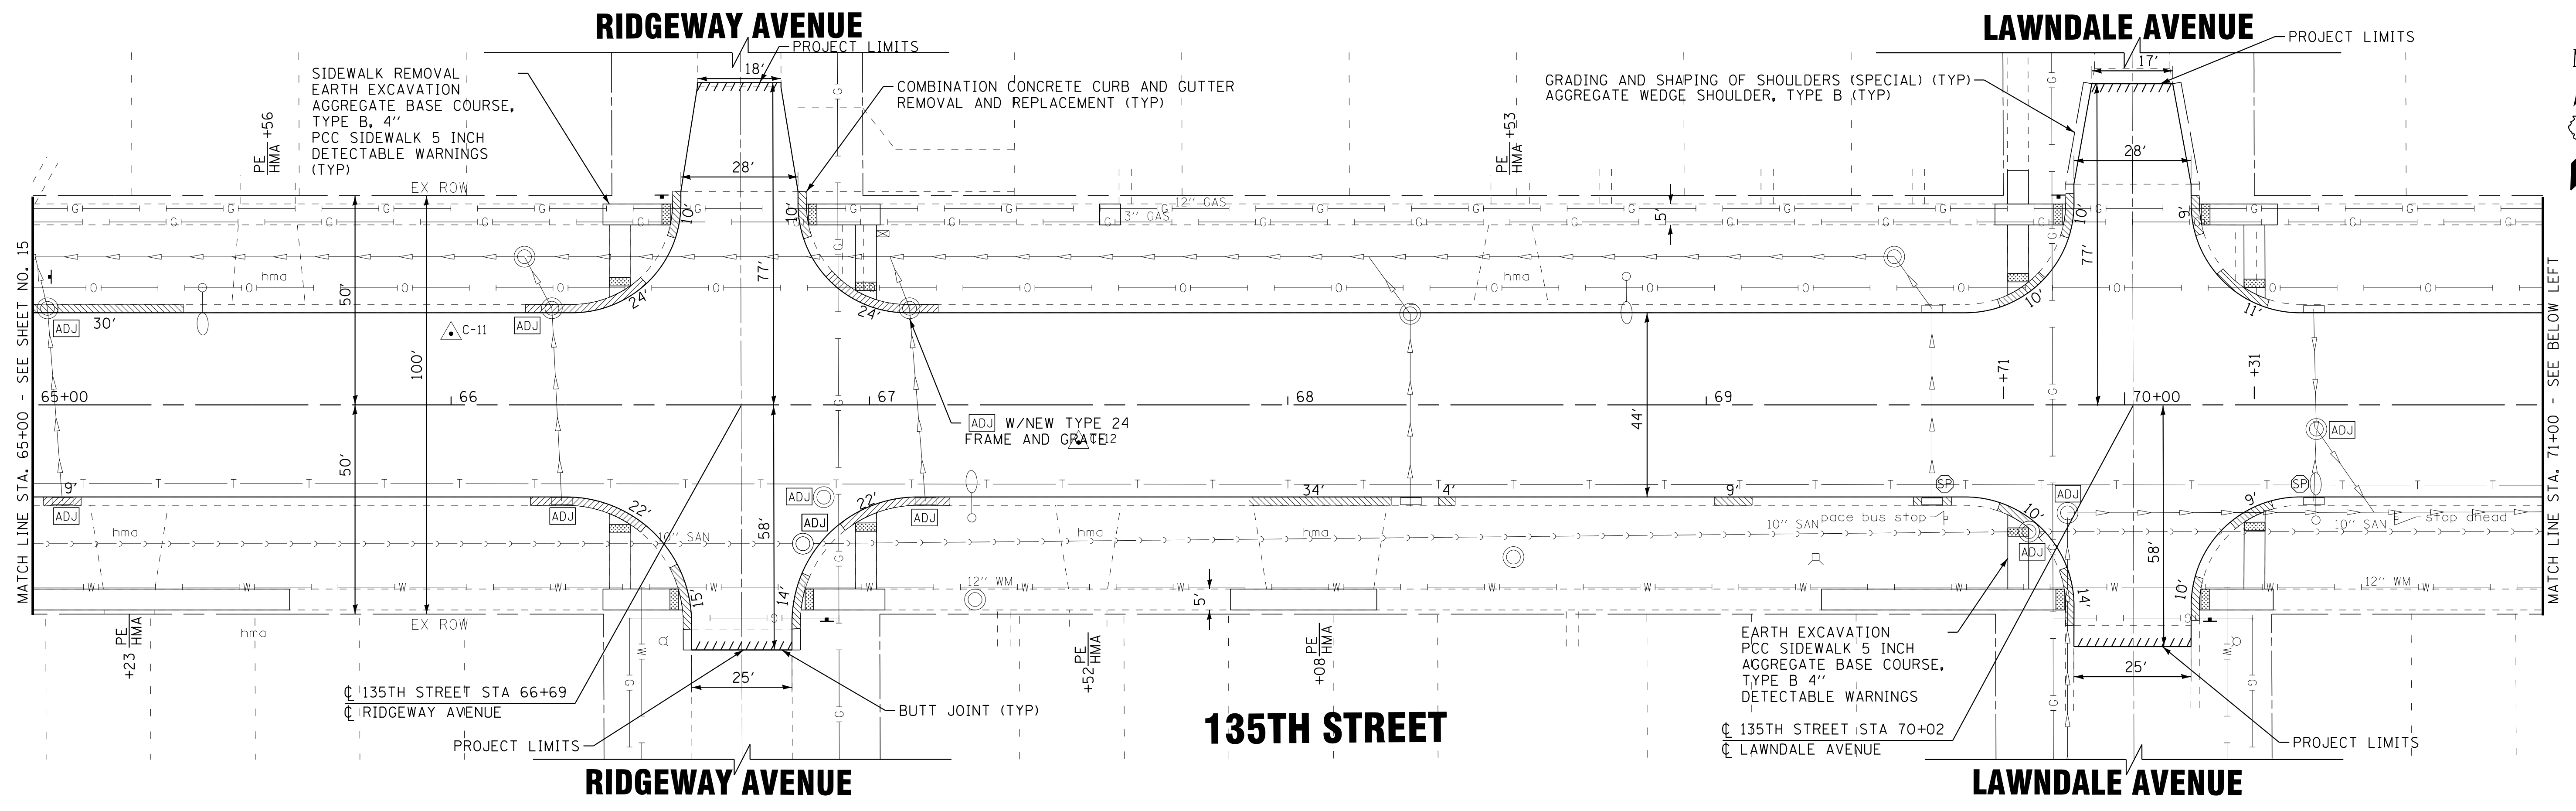 RIDGEWAY AVENUE
LAWNDALE AVENUE
PROJECT LIMITS
18'
PROJECT LIMITS
17'
SIDEWALK REMOVAL
EARTH EXCAVATION
AGGREGATE BASE COURSE,
TYPE B, 4''
PCC SIDEWALK 5 INCH
DETECTABLE WARNINGS
(TYP)
COMBINATION CONCRETE CURB AND GUTTER
REMOVAL AND REPLACEMENT (TYP)
GRADING AND SHAPING OF SHOULDERS (SPECIAL) (TYP)
AGGREGATE WEDGE SHOULDER, TYPE B (TYP)
+56 PE
HMA
+53 PE
HMA
28'
28'
EX ROW
12'' GAS
3'' GAS
5'
10'
10'
10'
9'
77'
77'
hma
hma
50'
24'
24'
10'
11'
30'
ADJ
ADJ
C-11
100'
44'
+71
+31
65+00
66
67
68
69
70+00
ADJ W/NEW TYPE 24
FRAME AND GRATE
C-12
ADJ
MATCH LINE STA. 65+00 - SEE SHEET NO. 15
MATCH LINE STA. 71+00 - SEE BELOW LEFT
50'
9'
ADJ
ADJ
22'
ADJ
ADJ
22'
ADJ
34'
4'
9'
SP
SP
ADJ
10'
9'
ADJ
pace bus stop
stop ahead
hma
10'' SAN
hma
hma
10'' SAN
10'' SAN
58'
58'
12'' WM
12'' WM
15'
14'
5'
14'
10'
EX ROW
hma
+23 PE
HMA
+52 PE
HMA
+08 PE
HMA
EARTH EXCAVATION
PCC SIDEWALK 5 INCH
AGGREGATE BASE COURSE,
TYPE B 4''
DETECTABLE WARNINGS
25'
25'
℄ 135TH STREET STA 66+69
℄ RIDGEWAY AVENUE
BUTT JOINT (TYP)
135TH STREET
℄ 135TH STREET STA 70+02
℄ LAWNDALE AVENUE
PROJECT LIMITS
PROJECT LIMITS
RIDGEWAY AVENUE
LAWNDALE AVENUE